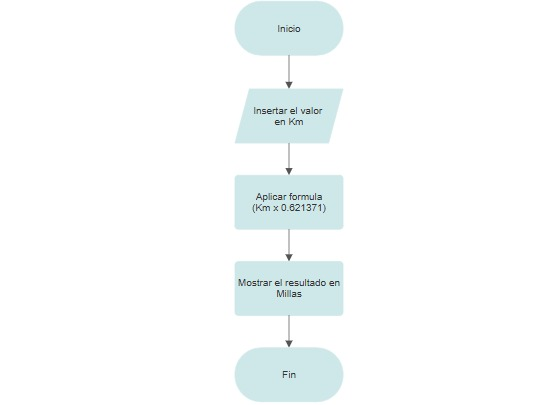 Inicio
Insertar el valor
en Km
Aplicar formula
(Km x 0.621371)
Mostrar el resultado en
Millas
Fin